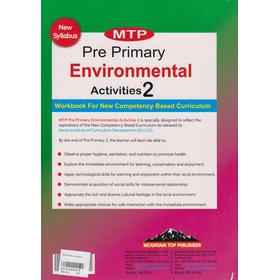 New
Syllabus
MTP
Pre Primary
Environmental
Activities 2
Workbook For New Competency Based Curriculum
MTP Pre Primary Environmental Activities 2 is specially designed to reflect the
aspirations of the New Competency Based Curriculum as released by
Kenya Institute of Curriculum Development (K.I.C.D).
By the end of Pre Primary 2, the learner will be able to:
Observe proper hygiene, sanitation, and nutrition to promote health.
Explore the immediate environment for learning, conservation and enjoyment.
Apply technological skills for learning and enjoyment within their local environment.
Demonstrate acquisition of social skills for interpersonal relationship.
Appreciate the rich and diverse cultural heritage in the local environment.
Make appropriate choices for safe interaction with the immediate environment.
MOUNTAIN TOP PUBLISHERS